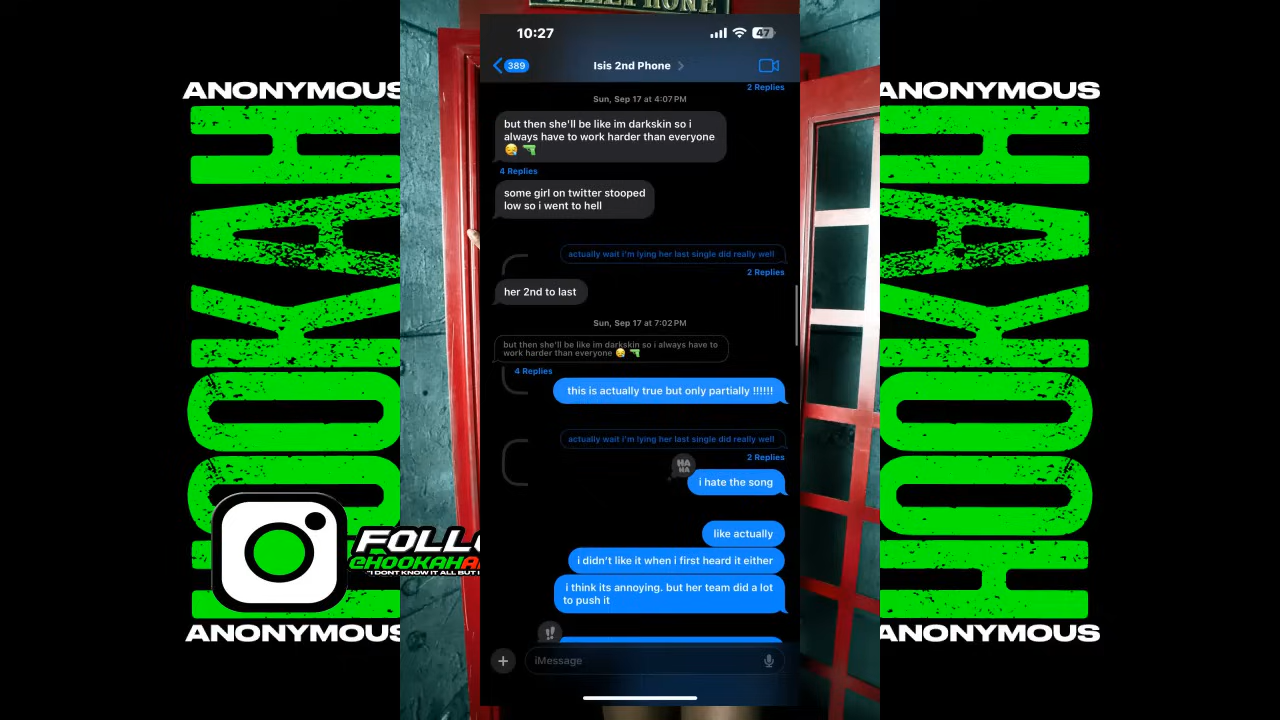 TELEPHONE
10:27
47
389
Isis 2nd Phone
2 Replies
Sun, Sep 17 at 4:07 PM
but then she'll be like im darkskin so i
always have to work harder than everyone
😪 🔫
4 Replies
some girl on twitter stooped
low so i went to hell
actually wait i'm lying her last single did really well
2 Replies
her 2nd to last
Sun, Sep 17 at 7:02 PM
but then she'll be like im darkskin so i always have to
work harder than everyone 😪 🔫
4 Replies
this is actually true but only partially !!!!!!
actually wait i'm lying her last single did really well
2 Replies
HA
HA
i hate the song
like actually
i didn't like it when i first heard it either
i think its annoying. but her team did a lot
to push it
!!
iMessage
ANONYMOUS
HOOKAH
ANONYMOUS
FOLL
@HOOKAHA
"I DONT KNOW IT ALL BUT I
ANONYMOUS
HOOKAH
ANONYMOUS